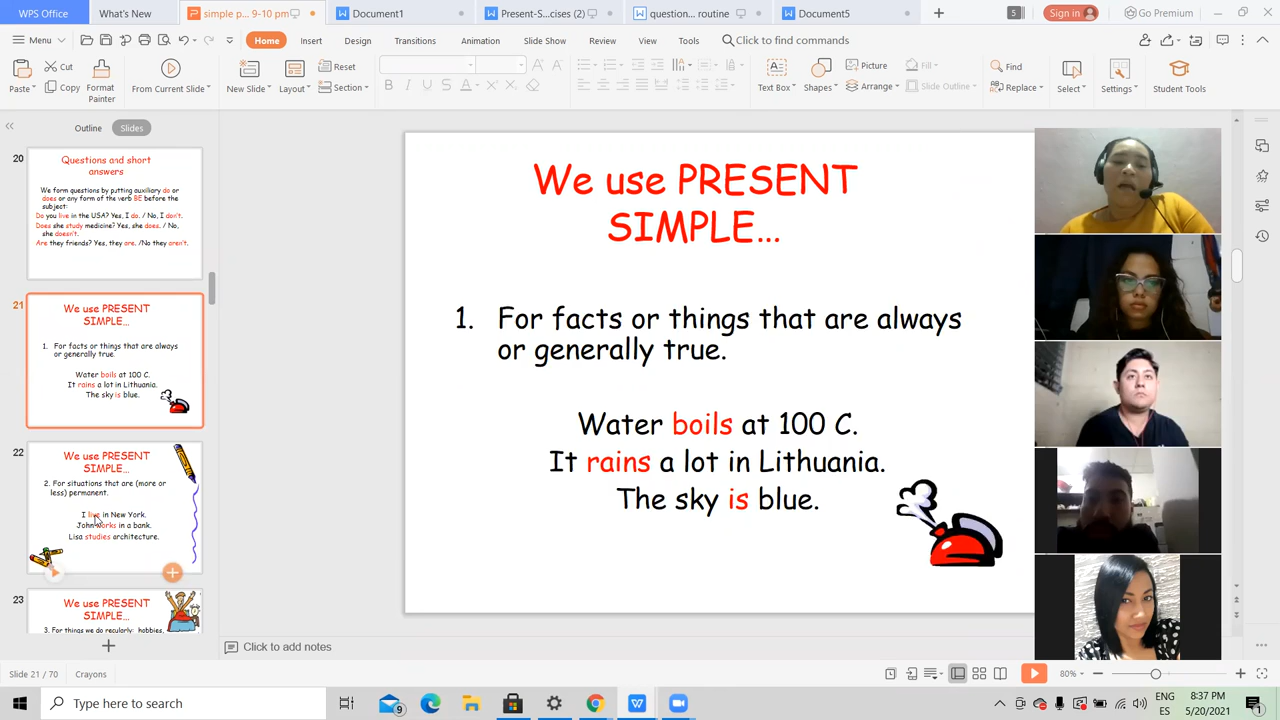 WPS Office
What's New
simple p... 9-10 pm
Document1
Present-S...cises (2)
question... routine
Document5
5
Sign in
Go Premium
Menu
Home
Insert
Design
Transitions
Animation
Slide Show
Review
View
Tools
Click to find commands
Paste
Cut
Copy
Format Painter
From Current Slide
New Slide
Layout
Reset
Section
B I U S A X² X₂
Text Box
Shapes
Picture
Arrange
Fill
Slide Outline
Find
Replace
Select
Settings
Student Tools
Outline
Slides
20
Questions and short
answers
We form questions by putting auxiliary do or
does or any form of the verb BE before the
subject:
Do you live in the USA? Yes, I do. / No, I don't.
Does she study medicine? Yes, she does. / No,
she doesn't.
Are they friends? Yes, they are. /No they aren't.
21
We use PRESENT
SIMPLE...
1. For facts or things that are always
or generally true.
Water boils at 100 C.
It rains a lot in Lithuania.
The sky is blue.
22
We use PRESENT
SIMPLE...
2. For situations that are (more or
less) permanent.
I live in New York.
John works in a bank.
Lisa studies architecture.
23
We use PRESENT
SIMPLE...
3. For things we do regularly: hobbies,
We use PRESENT
SIMPLE...
1. For facts or things that are always
or generally true.
Water boils at 100 C.
It rains a lot in Lithuania.
The sky is blue.
Click to add notes
Slide 21 / 70
Crayons
80%
Type here to search
9
ESG
ES
8:37 PM
5/20/2021
1